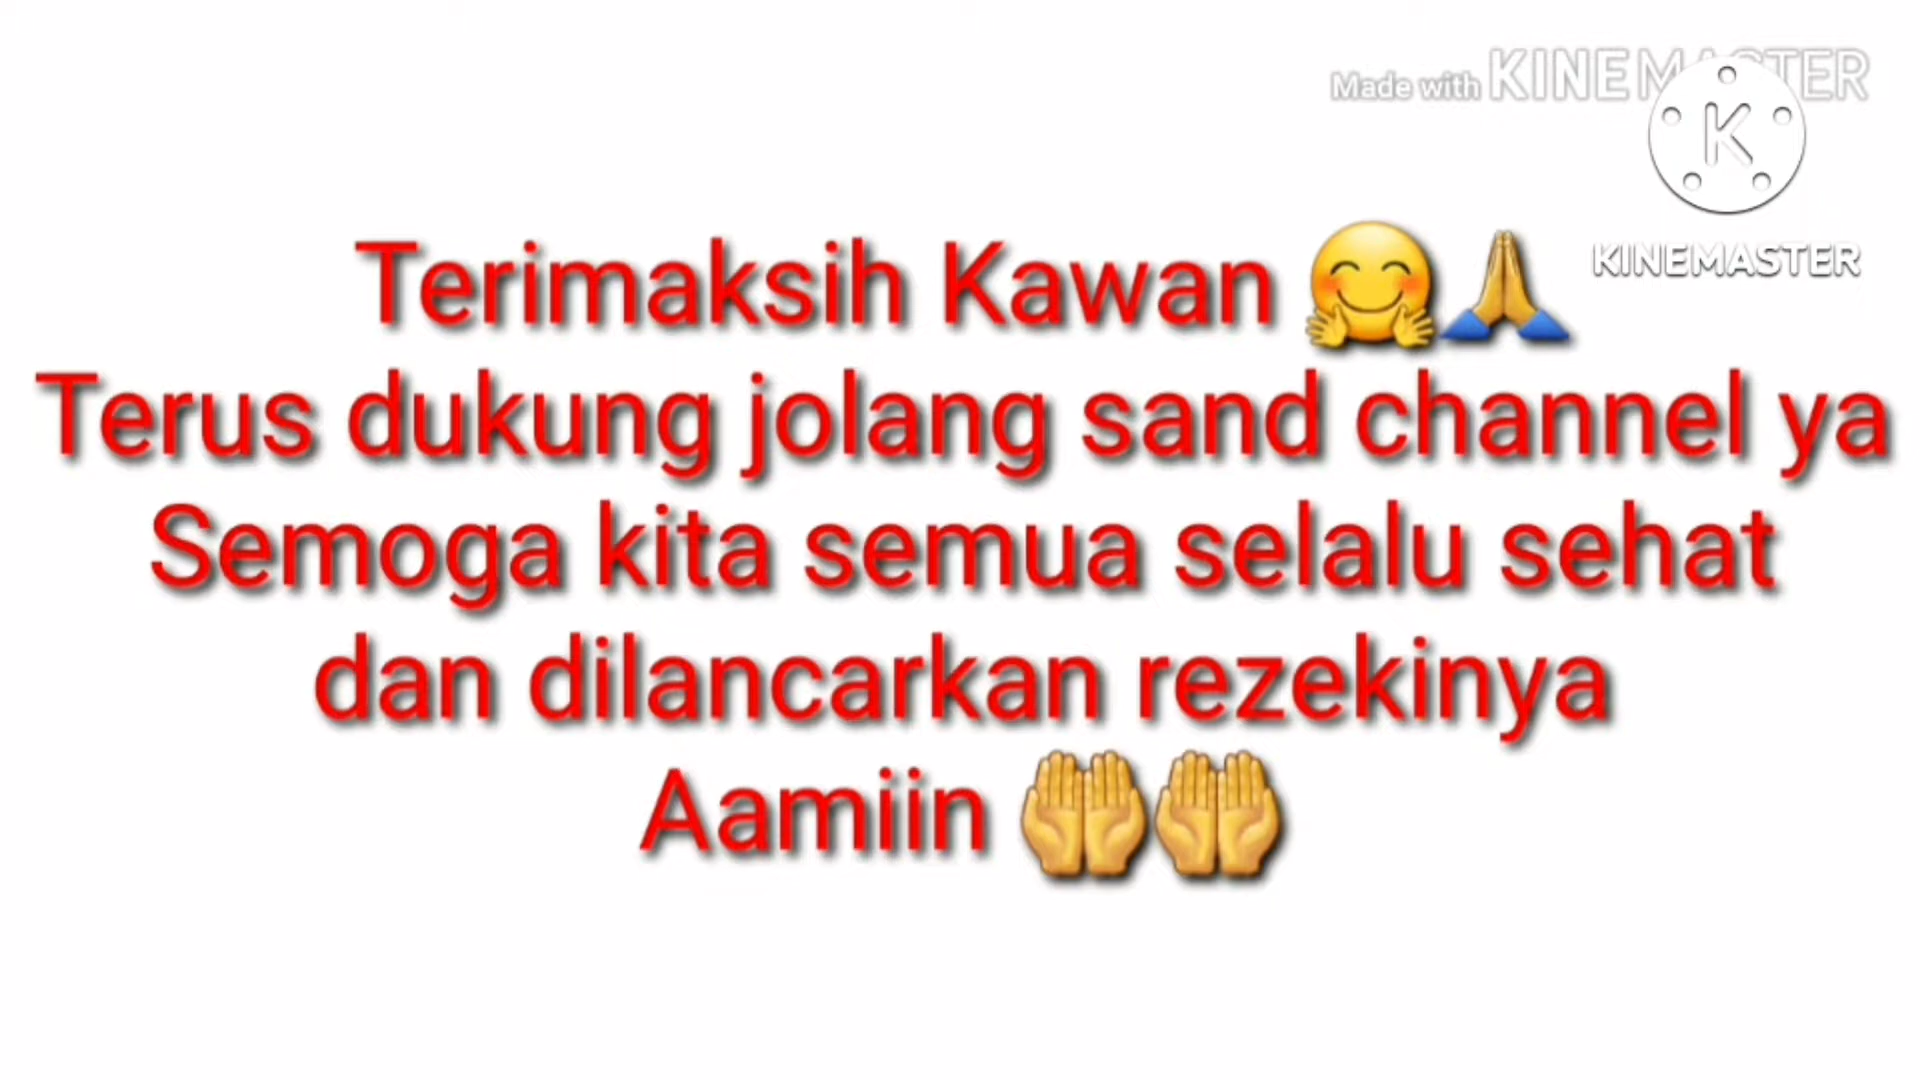 Made with KINEMASTER
K
KINEMASTER
Terimaksih Kawan 🤗🙏
Terus dukung jolang sand channel ya
Semoga kita semua selalu sehat
dan dilancarkan rezekinya
Aamiin 🤲🤲